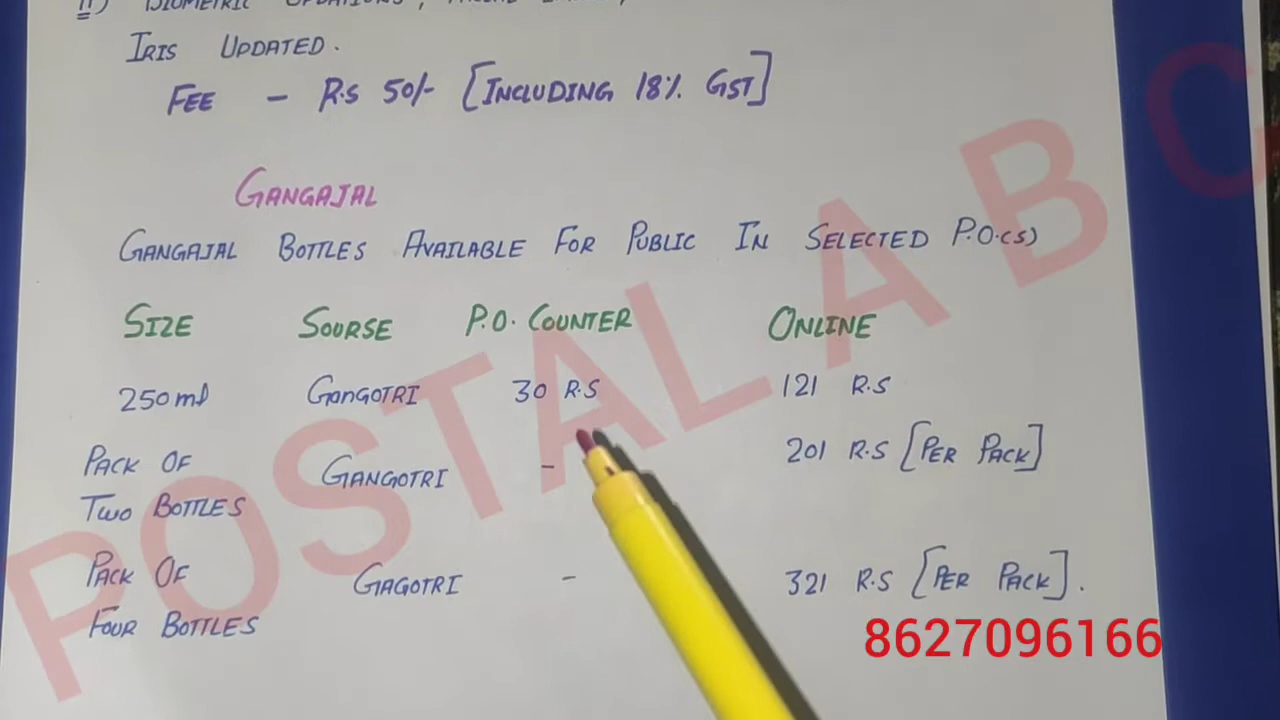 IRIS UPDATED.
FEE - R.S 50/- [INCLUDING 18% GST]
GANGAJAL
GANGAJAL BOTTLES AVAILABLE FOR PUBLIC IN SELECTED P.O.(S)
SIZE SOURSE P.O. COUNTER ONLINE
250ml GANGOTRI 30 R.S 121 R.S
PACK OF TWO BOTTLES GANGOTRI - 201 R.S [PER PACK]
PACK OF FOUR BOTTLES GAGOTRI - 321 R.S [PER PACK].
8627096166
POSTAL ABC